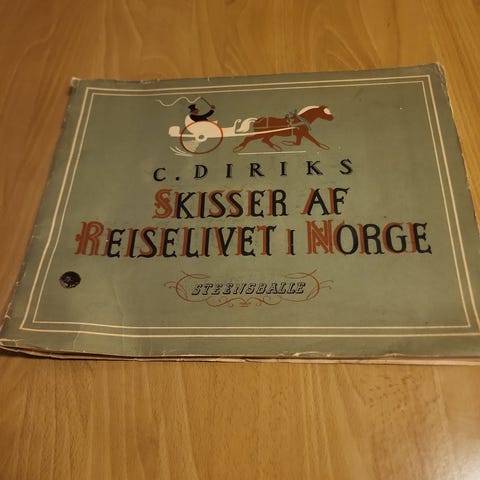 C. DIRIKS
SKISSER AF
REISELIVET I NORGE
STEENSBALLE